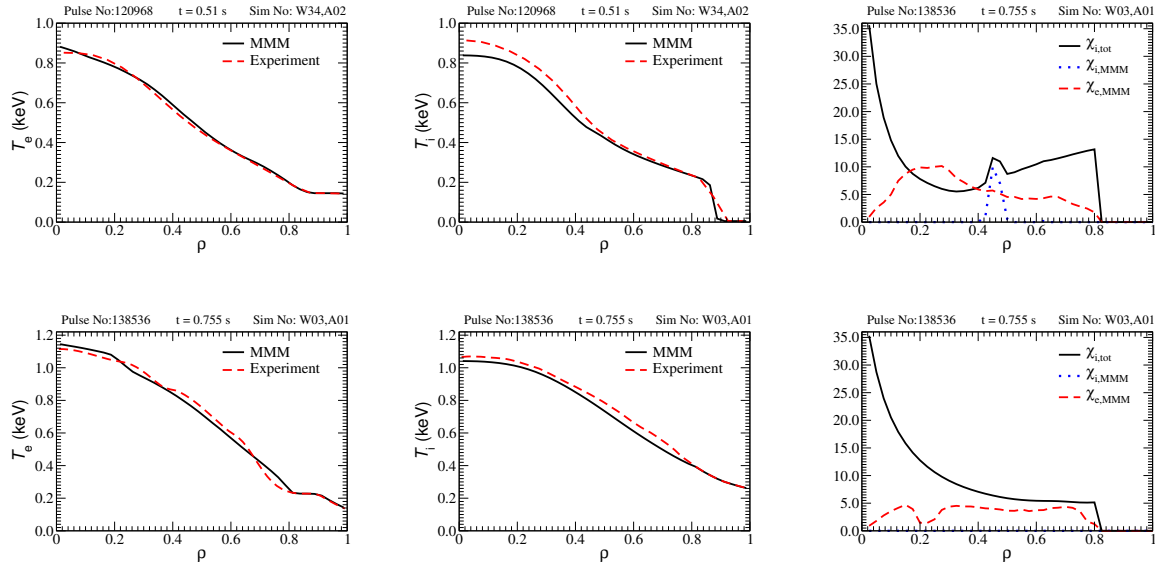 Pulse No:120968 t = 0.51 s Sim No: W34,A02
1.0
0.8
0.6
0.4
0.2
0.0
T_e (keV)
MMM
Experiment
0 0.2 0.4 0.6 0.8 1
ρ
Pulse No:120968 t = 0.51 s Sim No: W34,A02
1.0
0.8
0.6
0.4
0.2
0.0
T_i (keV)
MMM
Experiment
0 0.2 0.4 0.6 0.8 1
ρ
Pulse No:138536 t = 0.755 s Sim No: W03,A01
35.0
30.0
25.0
20.0
15.0
10.0
5.0
0.0
χ_i,tot
χ_i,MMM
χ_e,MMM
0 0.2 0.4 0.6 0.8 1
ρ
Pulse No:138536 t = 0.755 s Sim No: W03,A01
1.2
1.0
0.8
0.6
0.4
0.2
0.0
T_e (keV)
MMM
Experiment
0 0.2 0.4 0.6 0.8 1
ρ
Pulse No:138536 t = 0.755 s Sim No: W03,A01
1.2
1.0
0.8
0.6
0.4
0.2
0.0
T_i (keV)
MMM
Experiment
0 0.2 0.4 0.6 0.8 1
ρ
Pulse No:138536 t = 0.755 s Sim No: W03,A01
35.0
30.0
25.0
20.0
15.0
10.0
5.0
0.0
χ_i,tot
χ_i,MMM
χ_e,MMM
0 0.2 0.4 0.6 0.8 1
ρ